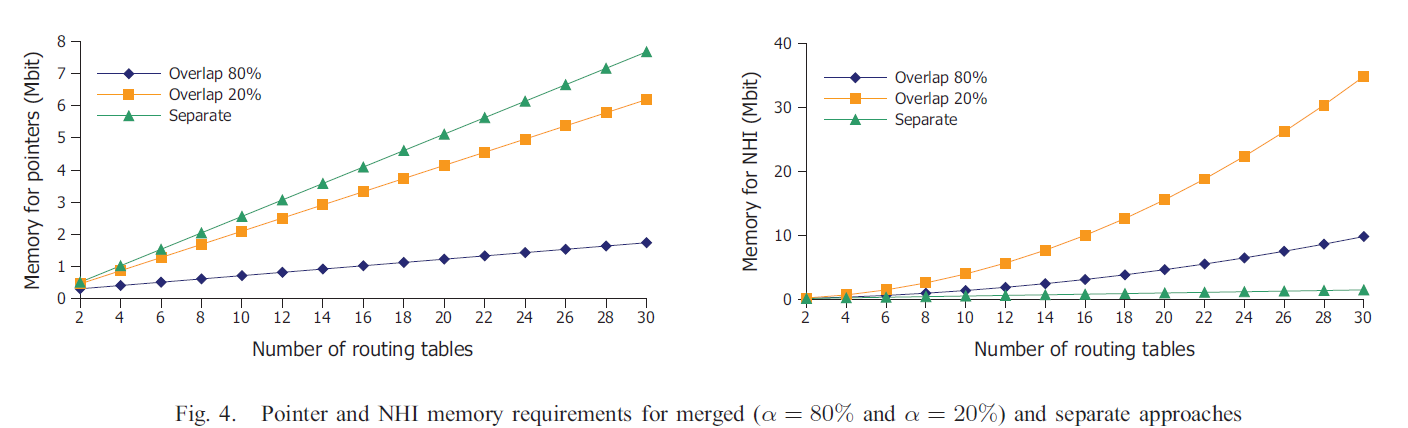 8
7
6
5
4
3
2
1
0
Memory for pointers (Mbit)
Overlap 80%
Overlap 20%
Separate
2 4 6 8 10 12 14 16 18 20 22 24 26 28 30
Number of routing tables
40
30
20
10
0
Memory for NHI (Mbit)
Overlap 80%
Overlap 20%
Separate
2 4 6 8 10 12 14 16 18 20 22 24 26 28 30
Number of routing tables
Fig. 4. Pointer and NHI memory requirements for merged (α = 80% and α = 20%) and separate approaches